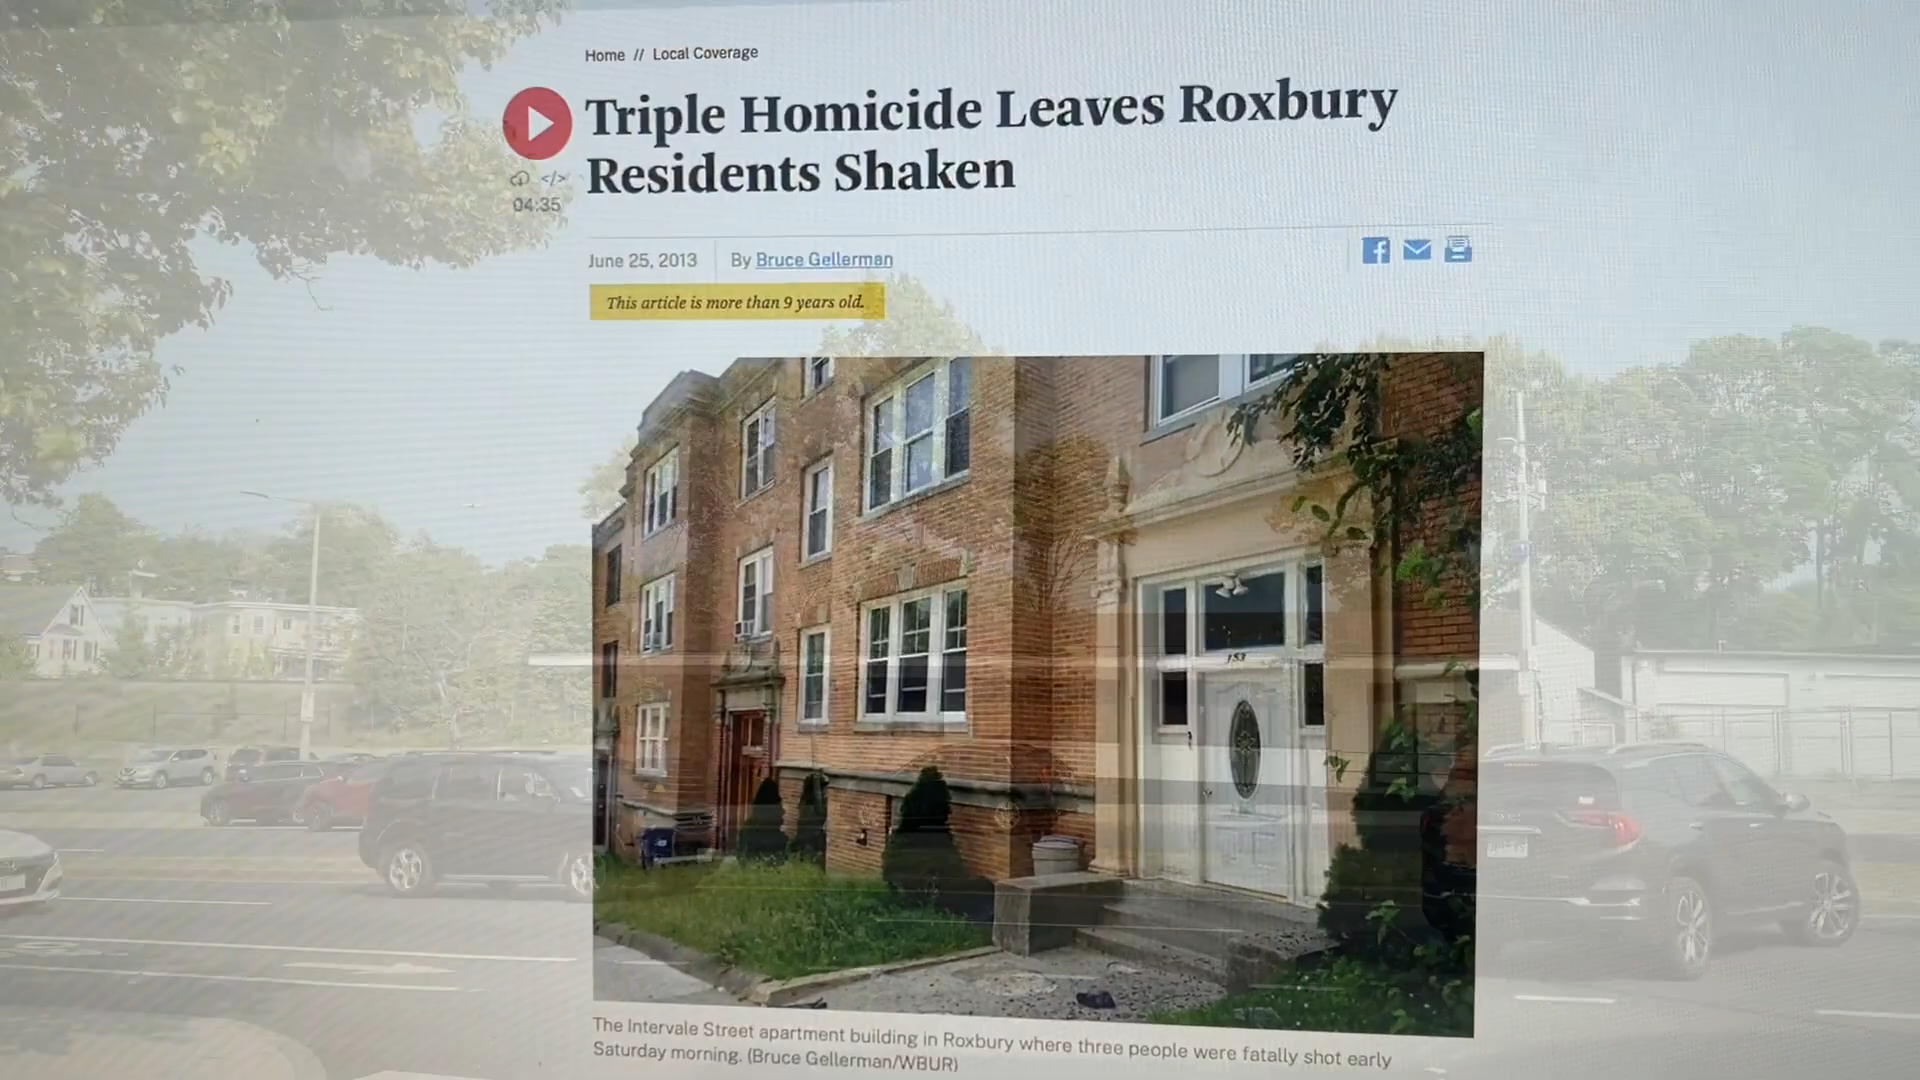 Home // Local Coverage
Triple Homicide Leaves Roxbury
Residents Shaken
</>
04:35
June 25, 2013
By Bruce Gellerman
This article is more than 9 years old.
153
The Intervale Street apartment building in Roxbury where three people were fatally shot early
Saturday morning. (Bruce Gellerman/WBUR)